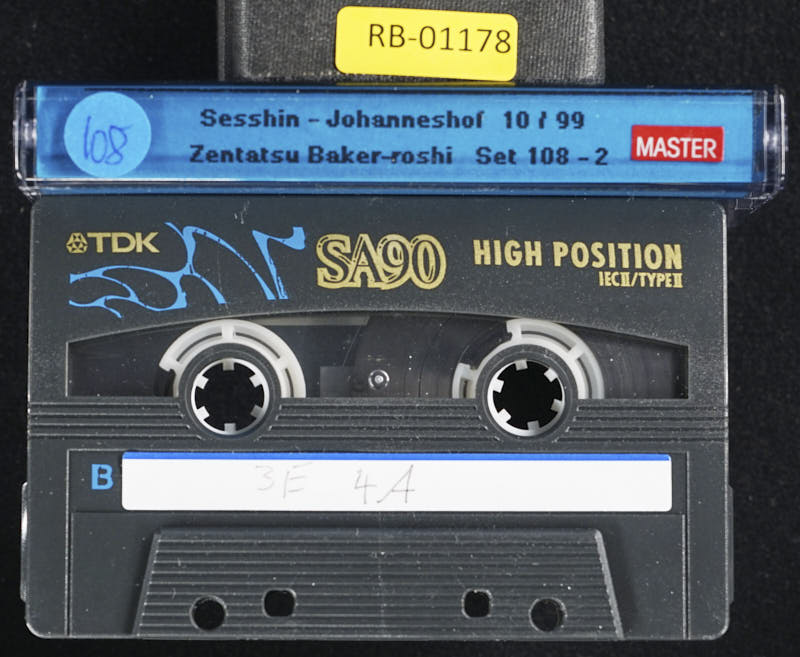 RB-01178
108
Sesshin - Johanneshof 10 / 99
Zentatsu Baker-roshi Set 108 - 2
MASTER
TDK
SA90
HIGH POSITION
IECII/TYPEII
B
3E 4A